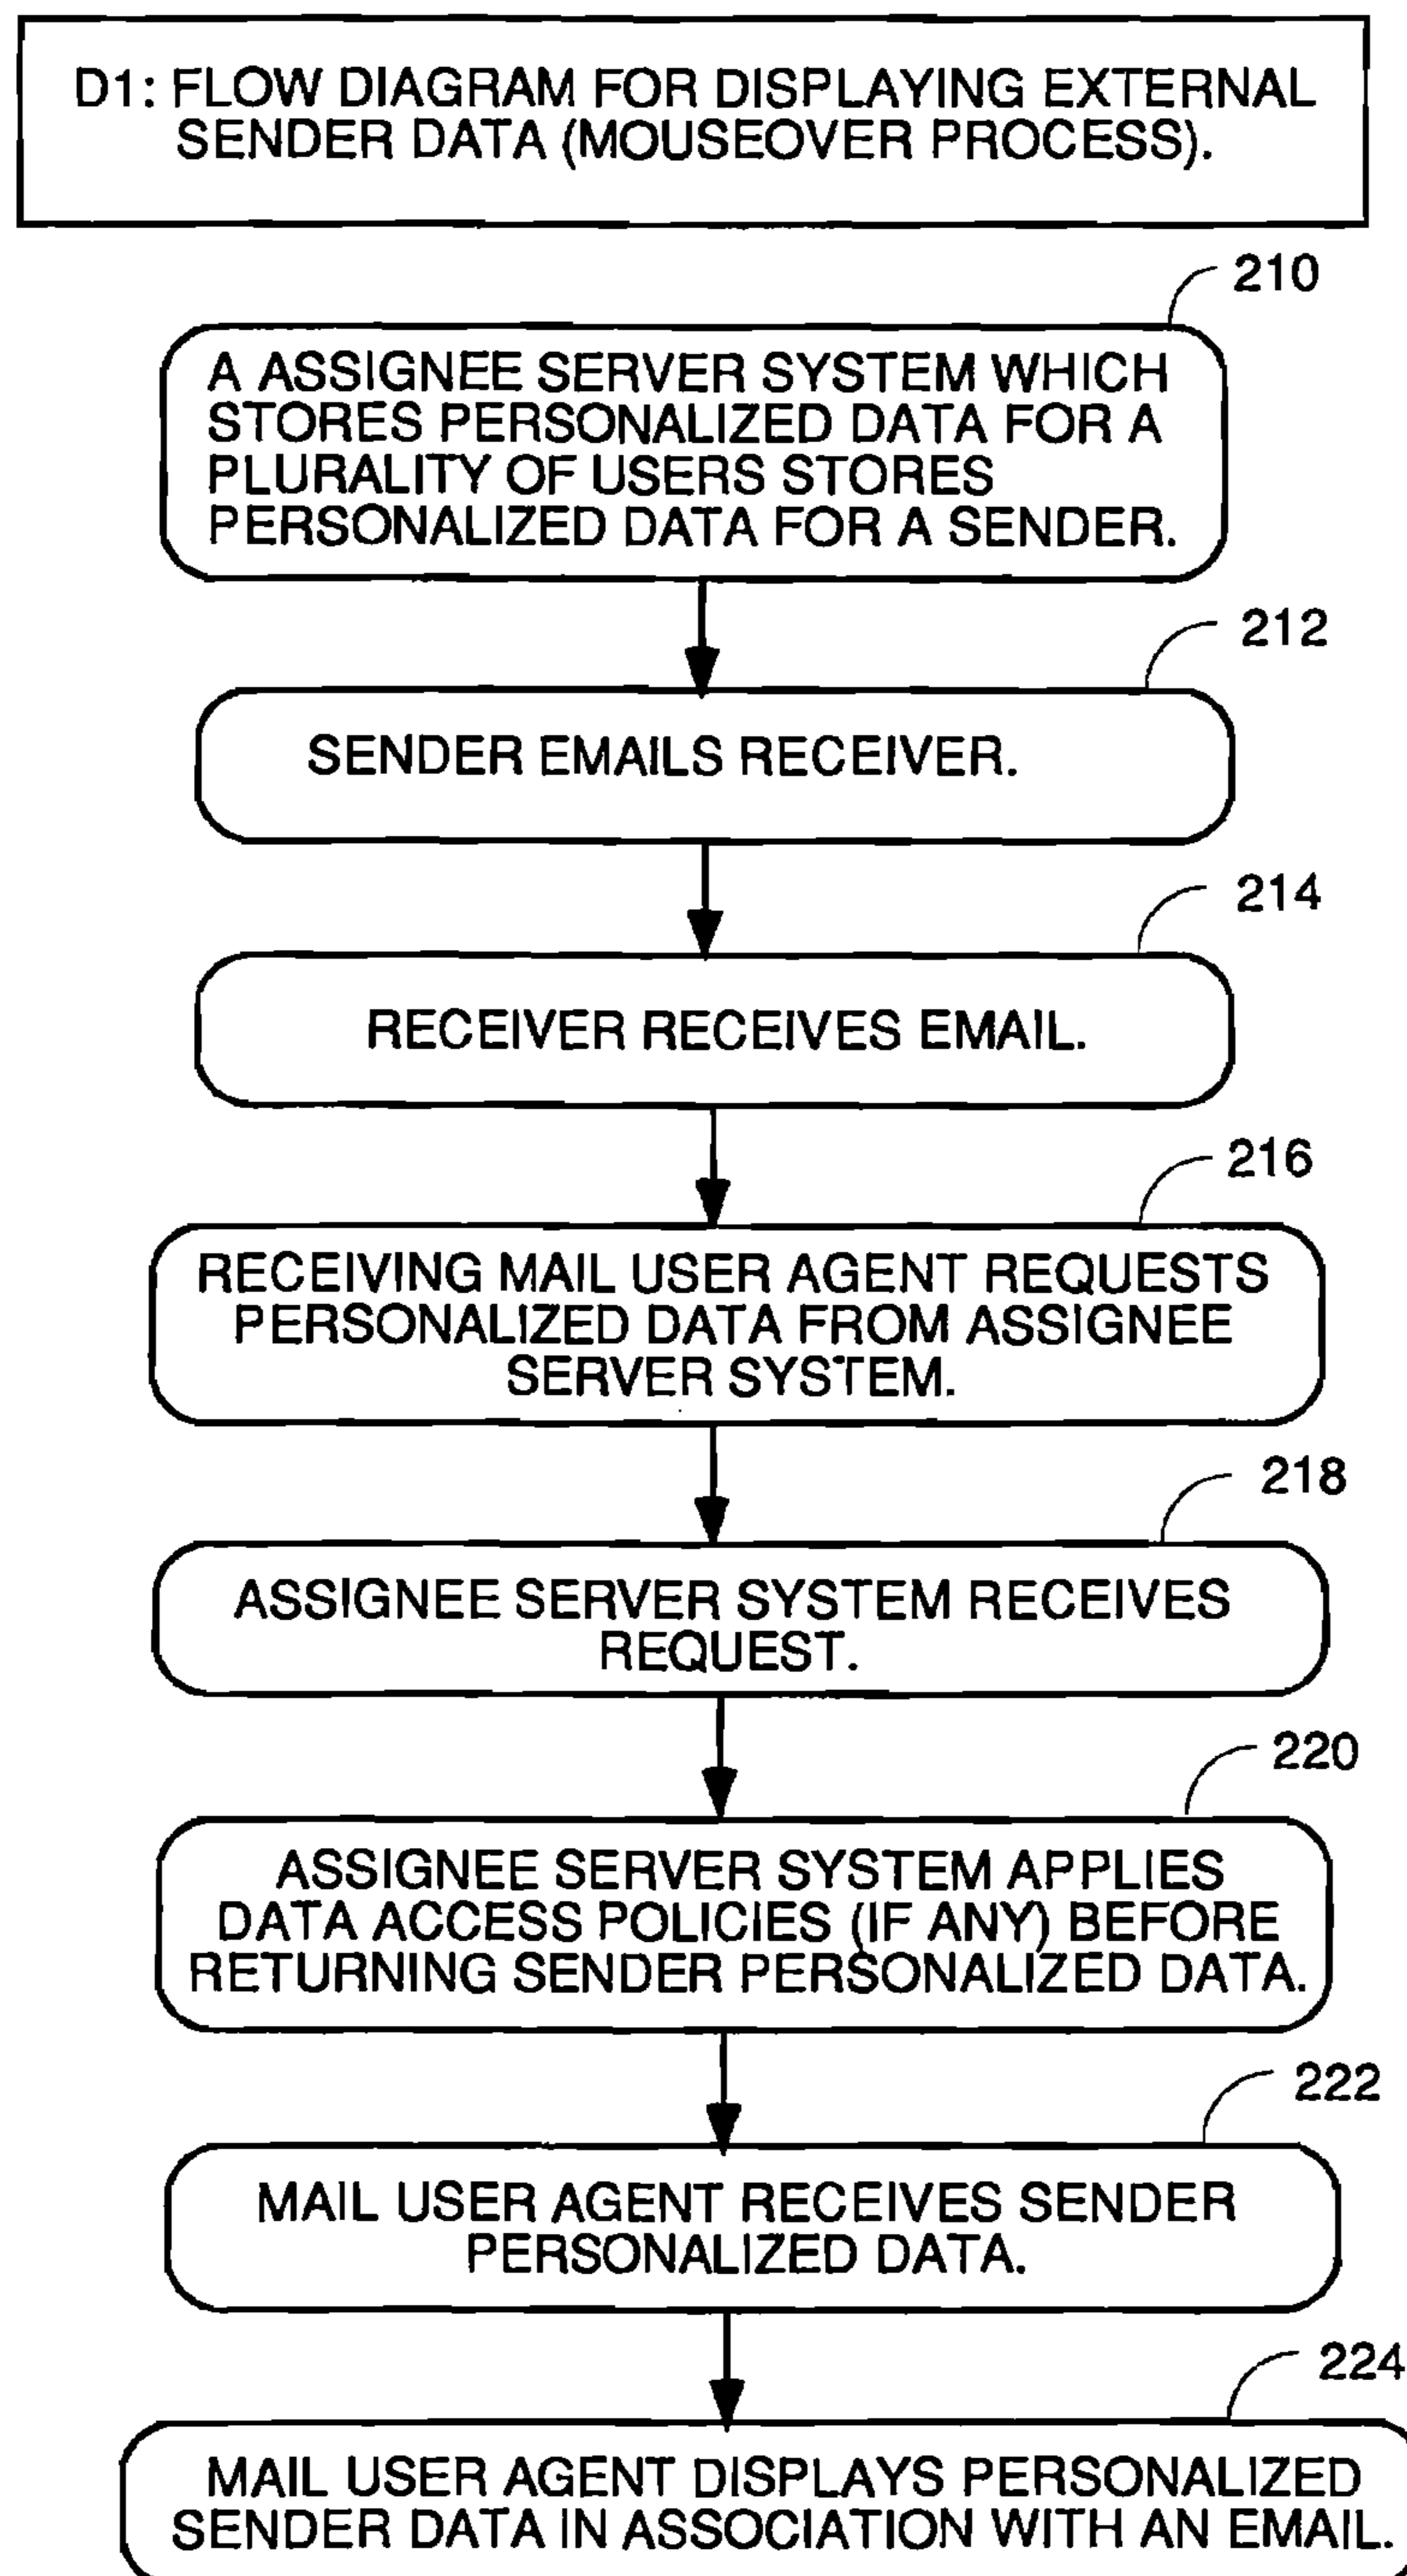 D1: FLOW DIAGRAM FOR DISPLAYING EXTERNAL
SENDER DATA (MOUSEOVER PROCESS).
210
A ASSIGNEE SERVER SYSTEM WHICH
STORES PERSONALIZED DATA FOR A
PLURALITY OF USERS STORES
PERSONALIZED DATA FOR A SENDER.
212
SENDER EMAILS RECEIVER.
214
RECEIVER RECEIVES EMAIL.
216
RECEIVING MAIL USER AGENT REQUESTS
PERSONALIZED DATA FROM ASSIGNEE
SERVER SYSTEM.
218
ASSIGNEE SERVER SYSTEM RECEIVES
REQUEST.
220
ASSIGNEE SERVER SYSTEM APPLIES
DATA ACCESS POLICIES (IF ANY) BEFORE
RETURNING SENDER PERSONALIZED DATA.
222
MAIL USER AGENT RECEIVES SENDER
PERSONALIZED DATA.
224
MAIL USER AGENT DISPLAYS PERSONALIZED
SENDER DATA IN ASSOCIATION WITH AN EMAIL.